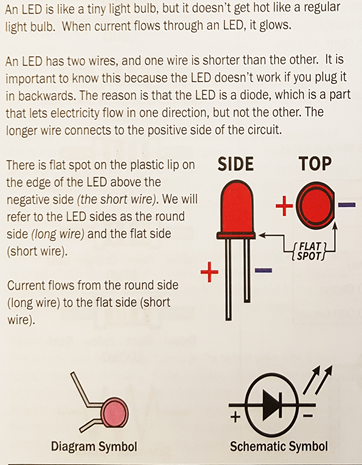 An LED is like a tiny light bulb, but it doesn't get hot like a regular
light bulb.  When current flows through an LED, it glows.
An LED has two wires, and one wire is shorter than the other.  It is
important to know this because the LED doesn't work if you plug it
in backwards. The reason is that the LED is a diode, which is a part
that lets electricity flow in one direction, but not the other. The
longer wire connects to the positive side of the circuit.
There is flat spot on the plastic lip on
the edge of the LED above the
negative side (the short wire). We will
refer to the LED sides as the round
side (long wire) and the flat side
(short wire).
Current flows from the round side
(long wire) to the flat side (short
wire).
SIDE
TOP
+
−
FLAT
SPOT
+
−
Diagram Symbol
+
−
Schematic Symbol